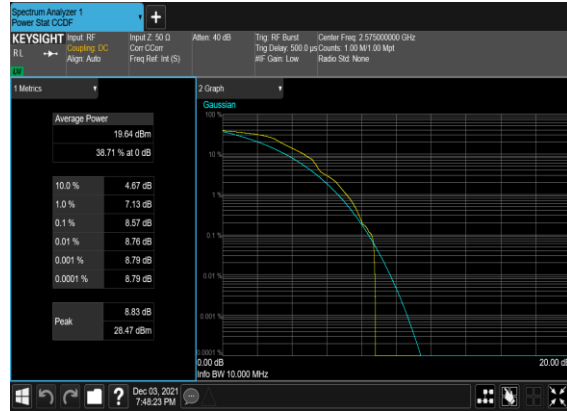 Spectrum Analyzer 1
Power Stat CCDF
KEYSIGHT
RL
Input: RF
Coupling: DC
Align: Auto
Input Z: 50 Ω
Corr CCorr
Freq Ref: Int (S)
Atten: 40 dB
Trig: RF Burst
Trig Delay: 500.0 µs
#IF Gain: Low
Center Freq: 2.575000000 GHz
Counts: 1.00 M/1.00 Mpt
Radio Std: None
1 Metrics
Average Power
19.64 dBm
38.71 % at 0 dB
10.0 % 4.67 dB
1.0 % 7.13 dB
0.1 % 8.57 dB
0.01 % 8.76 dB
0.001 % 8.79 dB
0.0001 % 8.79 dB
Peak
8.83 dB
28.47 dBm
2 Graph
Gaussian
100 %
10 %
1 %
0.1 %
0.01 %
0.001 %
0.0001 %
0.00 dB
20.00 dB
Info BW 10.000 MHz
?
Dec 03, 2021
7:48:23 PM